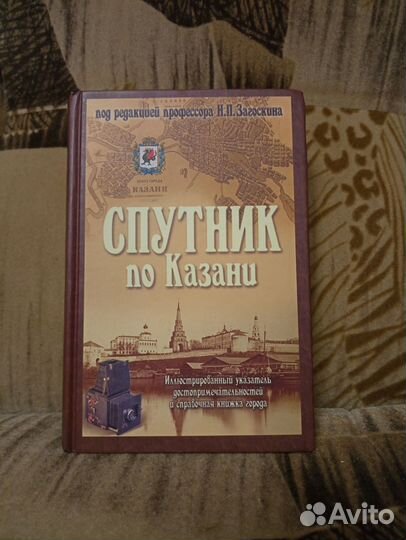 под редакцией профессора Н.П. Загоскина
КАЗАНИ
СПУТНИК
по Казани
Иллюстрированный указатель
достопримечательностей
и справочная книжка города
Avito